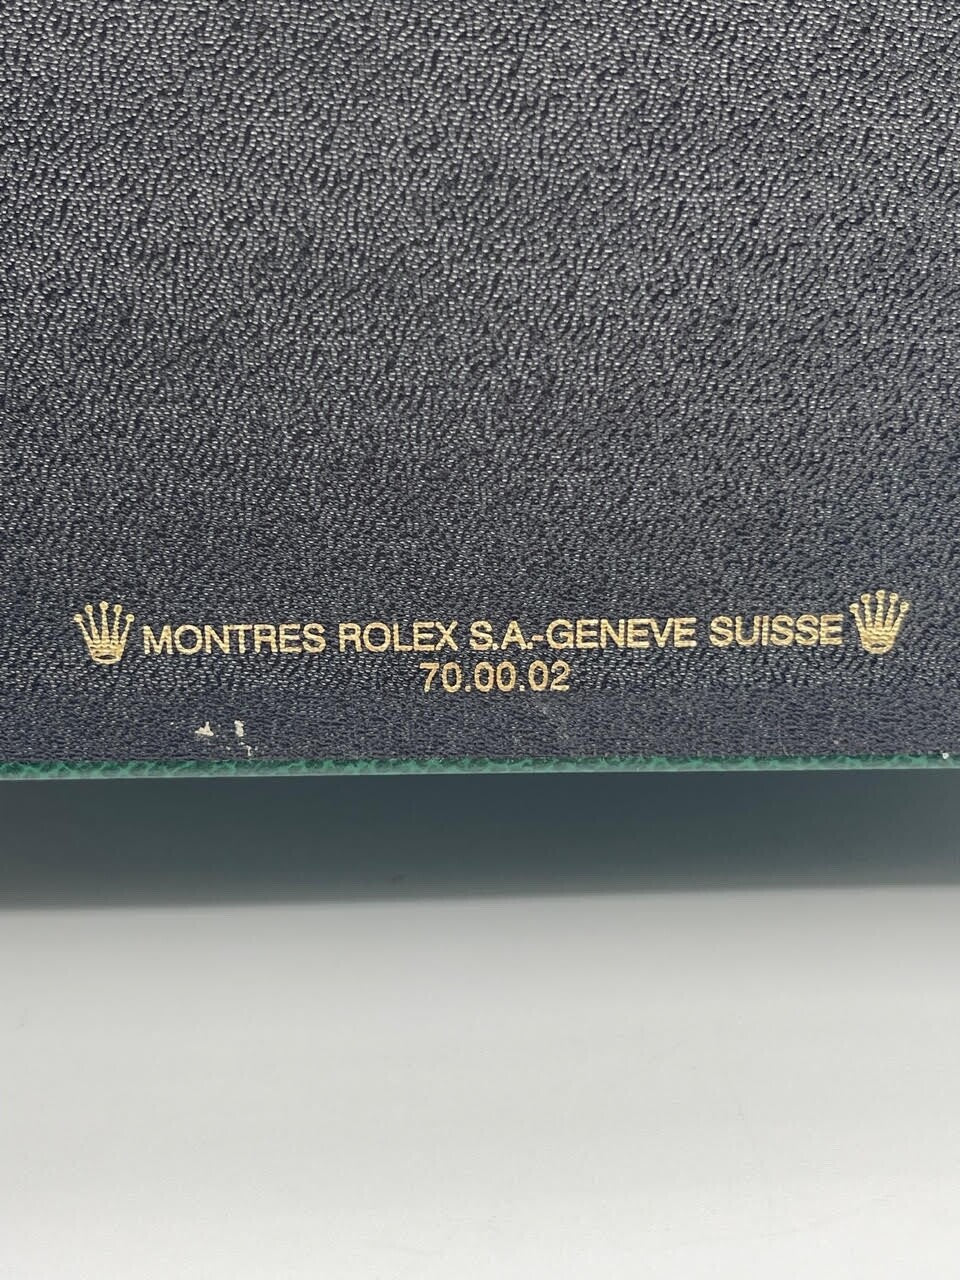 MONTRES ROLEX S.A.-GENEVE SUISSE
70.00.02